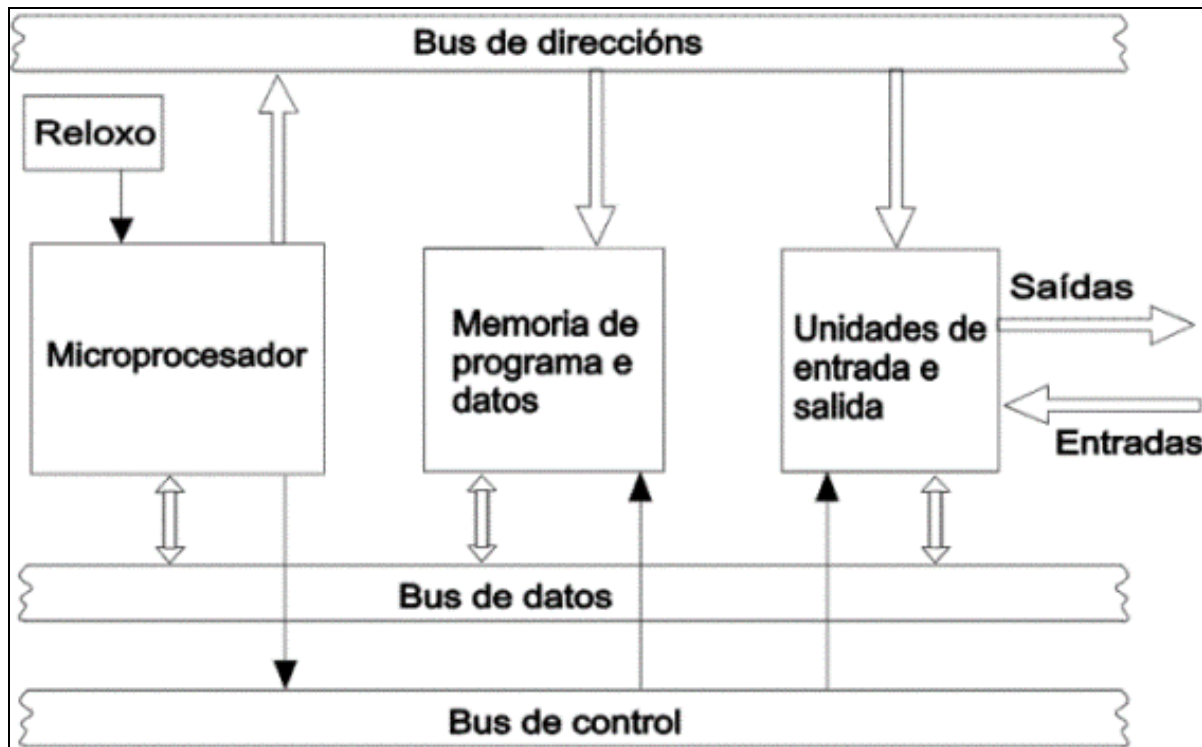 Bus de direccións
Reloxo
Microprocesador
Memoria de
programa e
datos
Unidades de
entrada e
salida
Saídas
Entradas
Bus de datos
Bus de control